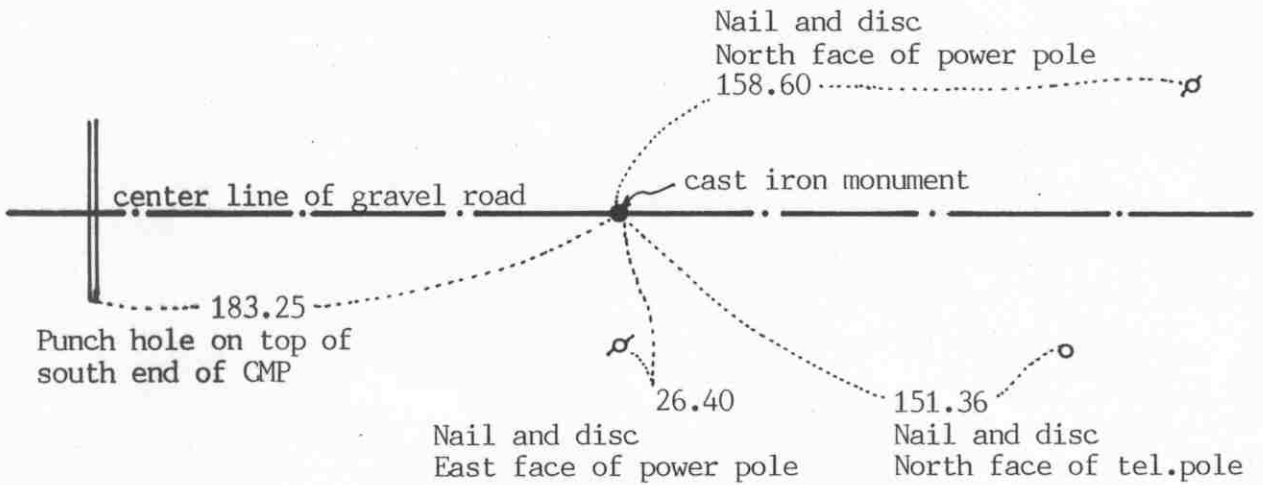 Nail and disc
North face of power pole
158.60
cast iron monument
center line of gravel road
183.25
Punch hole on top of
south end of CMP
26.40
Nail and disc
East face of power pole
151.36
Nail and disc
North face of tel.pole